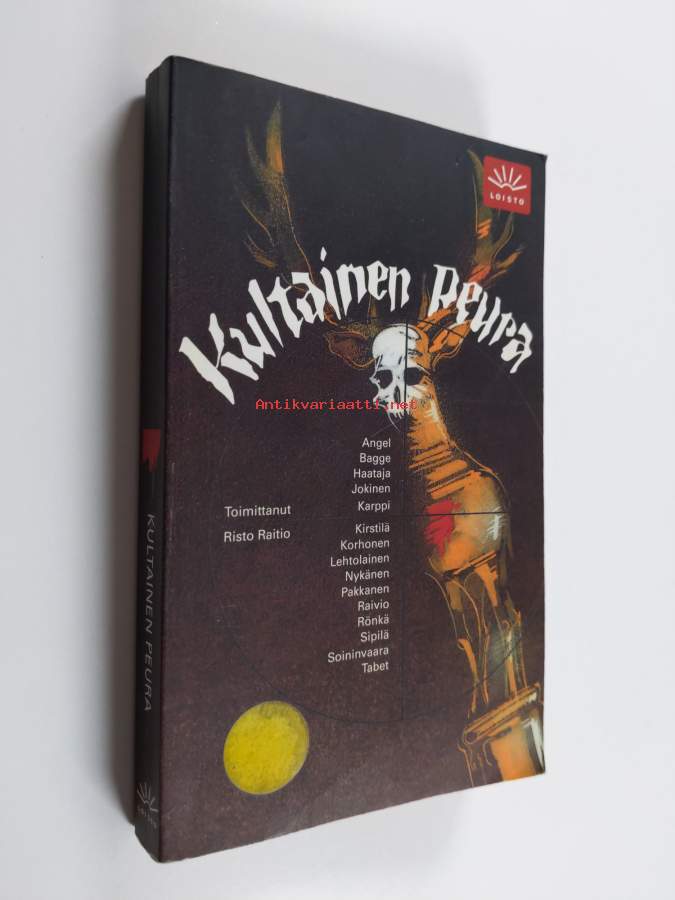 LOISTO
Kultainen Peura
Antikvariaatti.net
Angel
Bagge
Haataja
Jokinen
Karppi
Kirstilä
Korhonen
Lehtolainen
Nykänen
Pakkanen
Raivio
Rönkä
Sipilä
Soininvaara
Tabet
Toimittanut
Risto Raitio
KULTAINEN PEURA
LOISTO